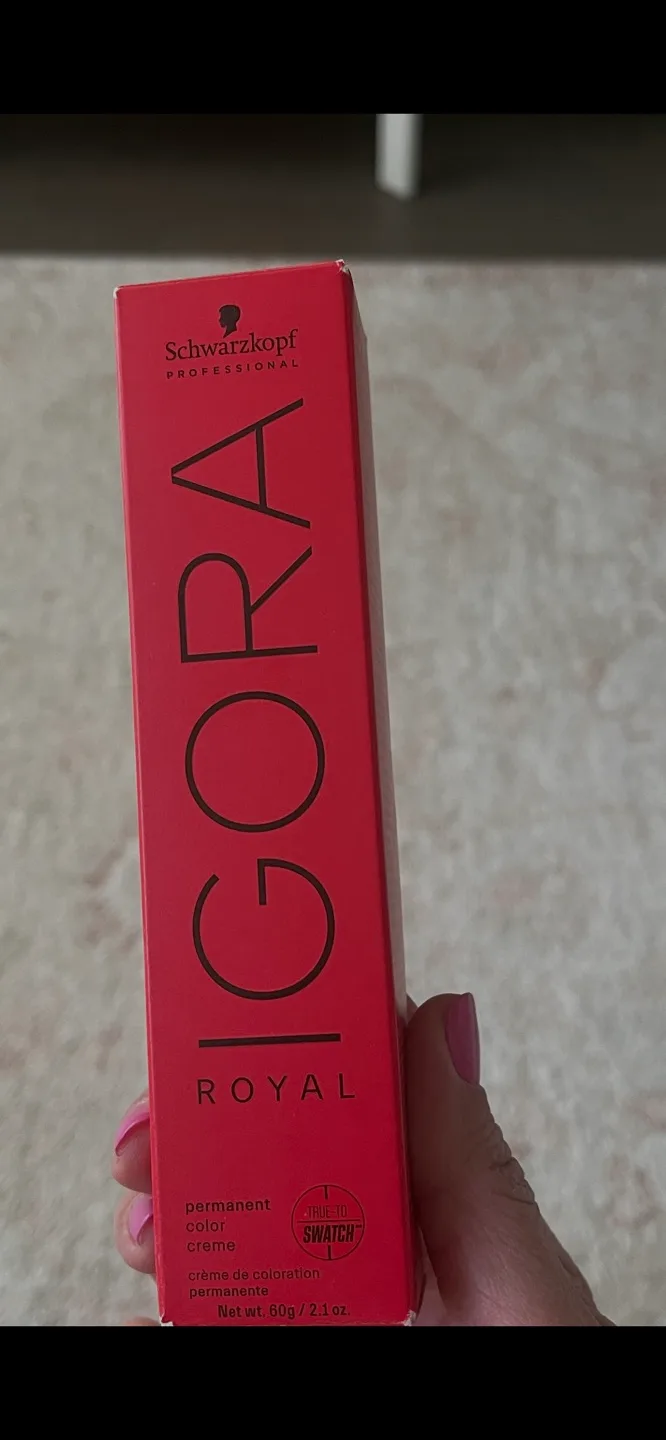 Schwarzkopf
PROFESSIONAL
IGORA
ROYAL
permanent
color
creme
TRUE-TO
SWATCH™
crème de coloration
permanente
Net wt. 60g / 2.1 oz.